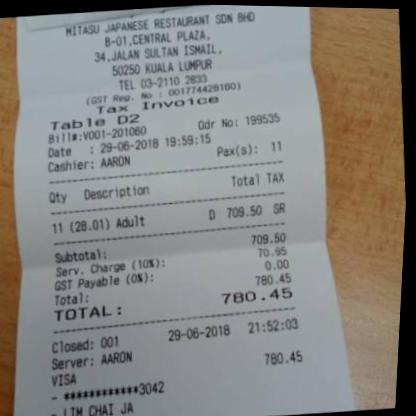 MITASU JAPANESE RESTAURANT SDN BHD
B-01,CENTRAL PLAZA,
34,JALAN SULTAN ISMAIL,
50250 KUALA LUMPUR
TEL 03-2110 2833
(GST Reg. No : 001774428160)
Tax Invoice
Table D2
Bill#:V001-201060 Odr No: 199535
Date : 29-06-2018 19:59:15
Cashier: AARON Pax(s): 11
Qty Description Total TAX
11 (28.01) Adult D 709.50 SR
Subtotal: 709.50
Serv. Charge (10%): 70.95
GST Payable (0%): 0.00
Total: 780.45
TOTAL: 780.45
Closed: 001 29-06-2018 21:52:03
Server: AARON
VISA 780.45
- ************3042
- LIM CHAI JA